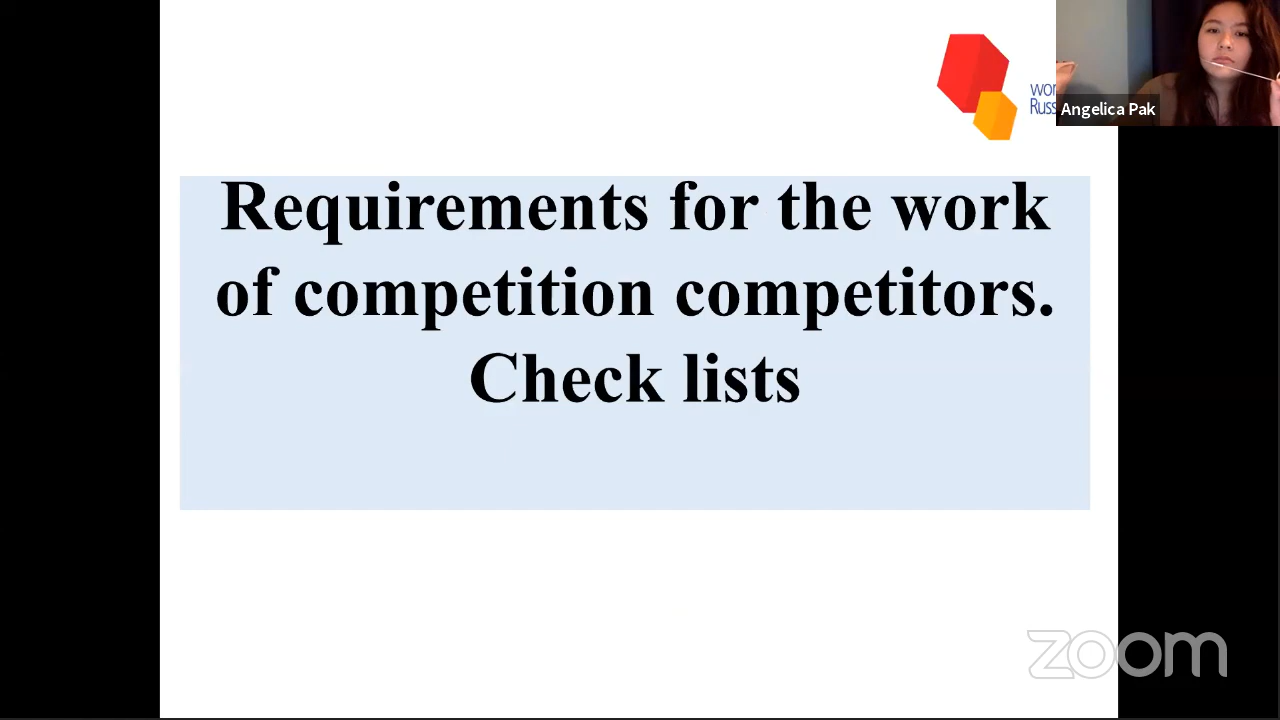 Angelica Pak
Requirements for the work
of competition competitors.
Check lists
zoom